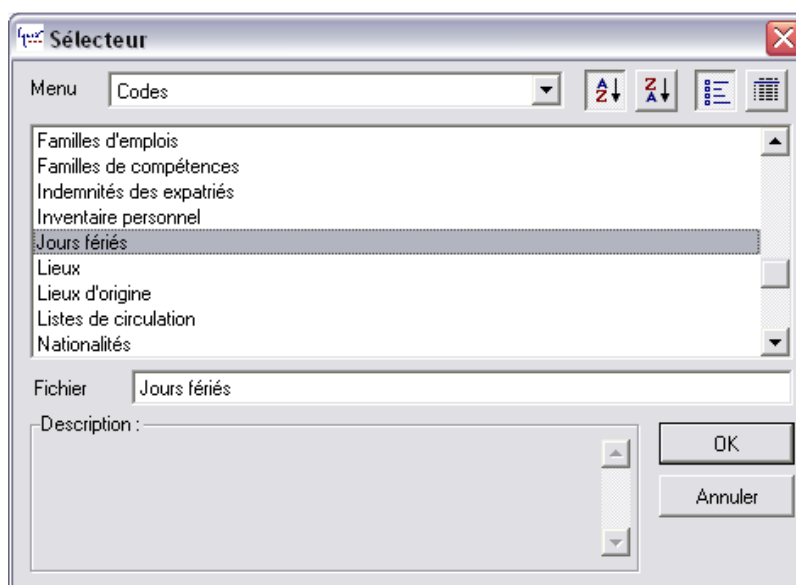 Sélecteur
Menu Codes
Familles d'emplois
Familles de compétences
Indemnités des expatriés
Inventaire personnel
Jours fériés
Lieux
Lieux d'origine
Listes de circulation
Nationalités
Fichier Jours fériés
Description :
OK
Annuler